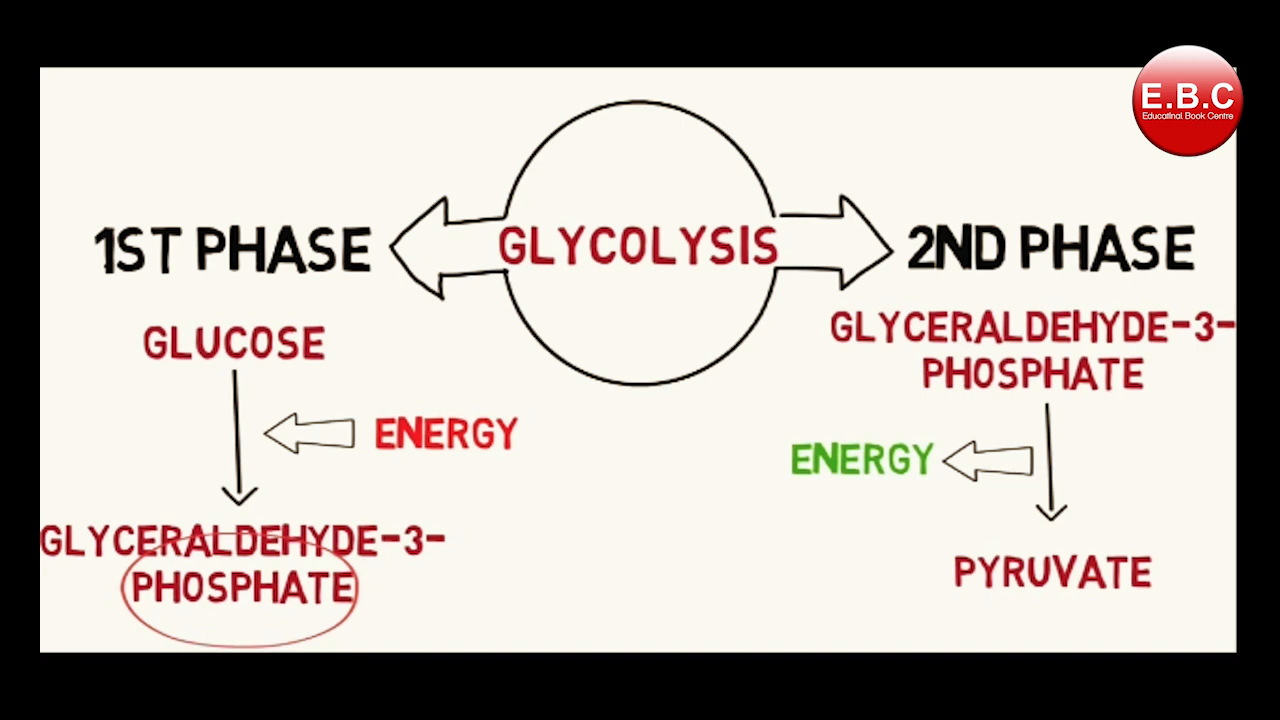 E.B.C
Educatinal Book Centre
1ST PHASE
GLYCOLYSIS
2ND PHASE
GLUCOSE
ENERGY
GLYCERALDEHYDE-3-
PHOSPHATE
GLYCERALDEHYDE-3-
PHOSPHATE
ENERGY
PYRUVATE